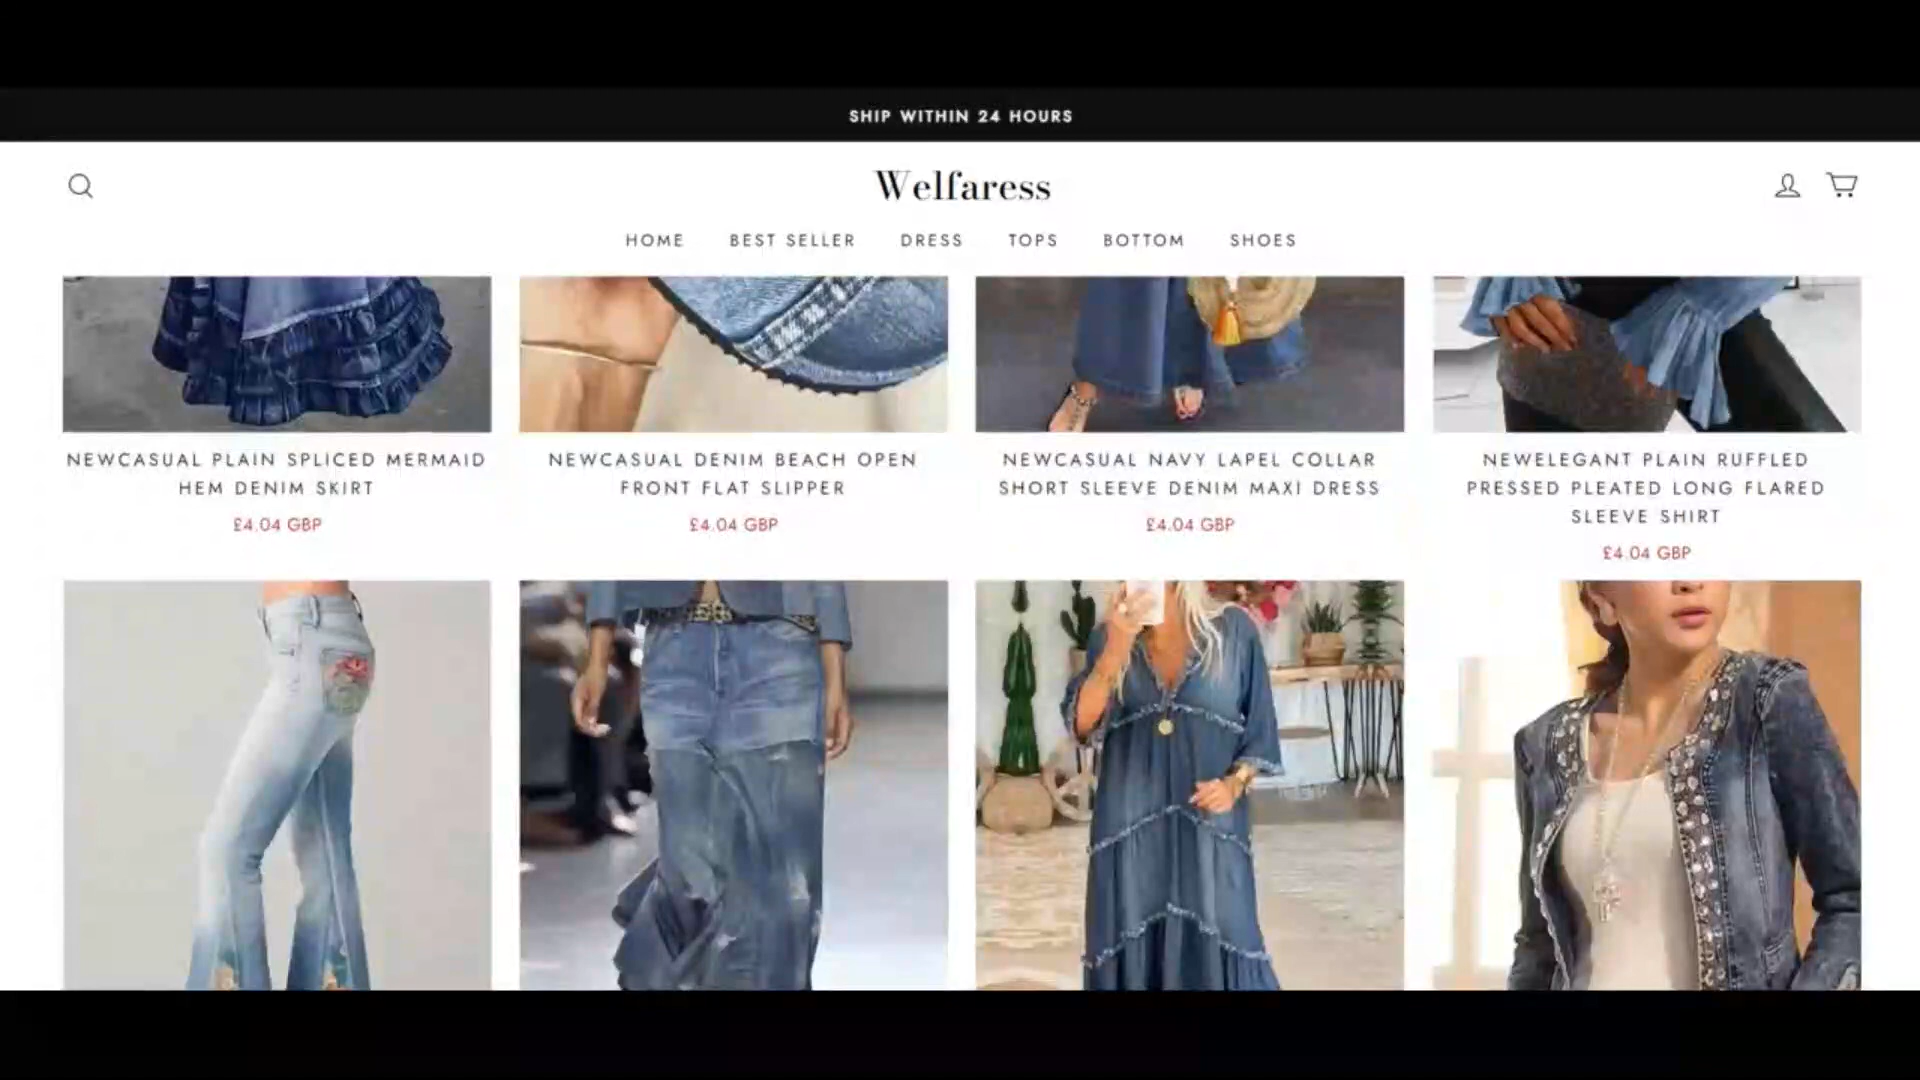 SHIP WITHIN 24 HOURS
Welfaress
HOME BEST SELLER DRESS TOPS BOTTOM SHOES
NEWCASUAL PLAIN SPLICED MERMAID
HEM DENIM SKIRT
£4.04 GBP
NEWCASUAL DENIM BEACH OPEN
FRONT FLAT SLIPPER
£4.04 GBP
NEWCASUAL NAVY LAPEL COLLAR
SHORT SLEEVE DENIM MAXI DRESS
£4.04 GBP
NEWELEGANT PLAIN RUFFLED
PRESSED PLEATED LONG FLARED
SLEEVE SHIRT
£4.04 GBP